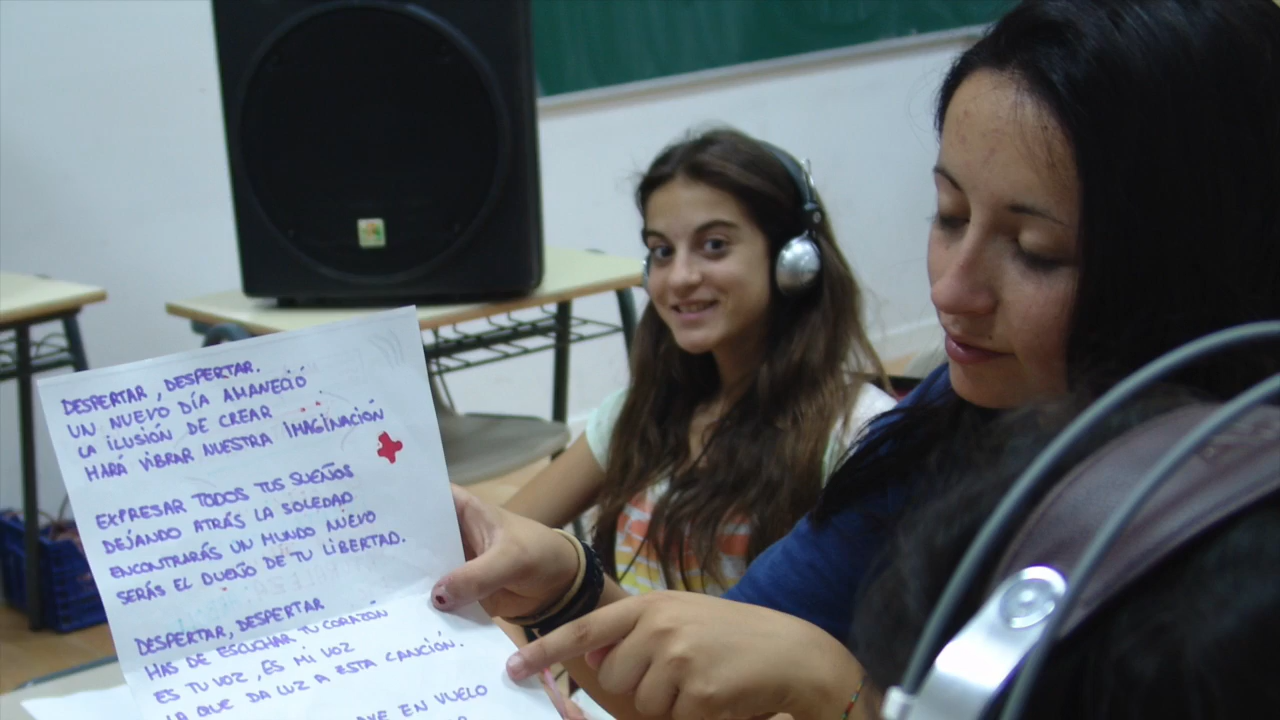 DESPERTAR, DESPERTAR.
UN NUEVO DÍA AMANECIÓ
LA ILUSIÓN DE CREAR
HARÁ VIBRAR NUESTRA IMAGINACIÓN
EXPRESAR TODOS TUS SUEÑOS
DEJANDO ATRÁS LA SOLEDAD
ENCONTRARÁS UN MUNDO NUEVO
SERÁS EL DUEÑO DE TU LIBERTAD.
DESPERTAR, DESPERTAR
HAS DE ESCUCHAR TU CORAZÓN
ES TU VOZ, ES MI VOZ
LA QUE DA LUZ A ESTA CANCIÓN.
EN VUELO